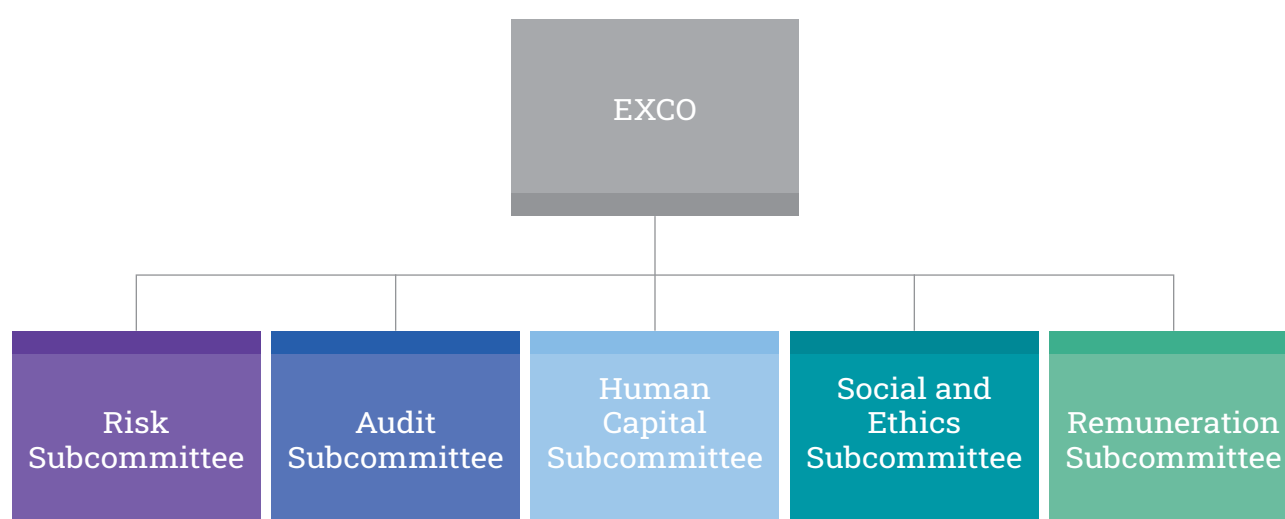 EXCO
Risk
Subcommittee
Audit
Subcommittee
Human
Capital
Subcommittee
Social and
Ethics
Subcommittee
Remuneration
Subcommittee